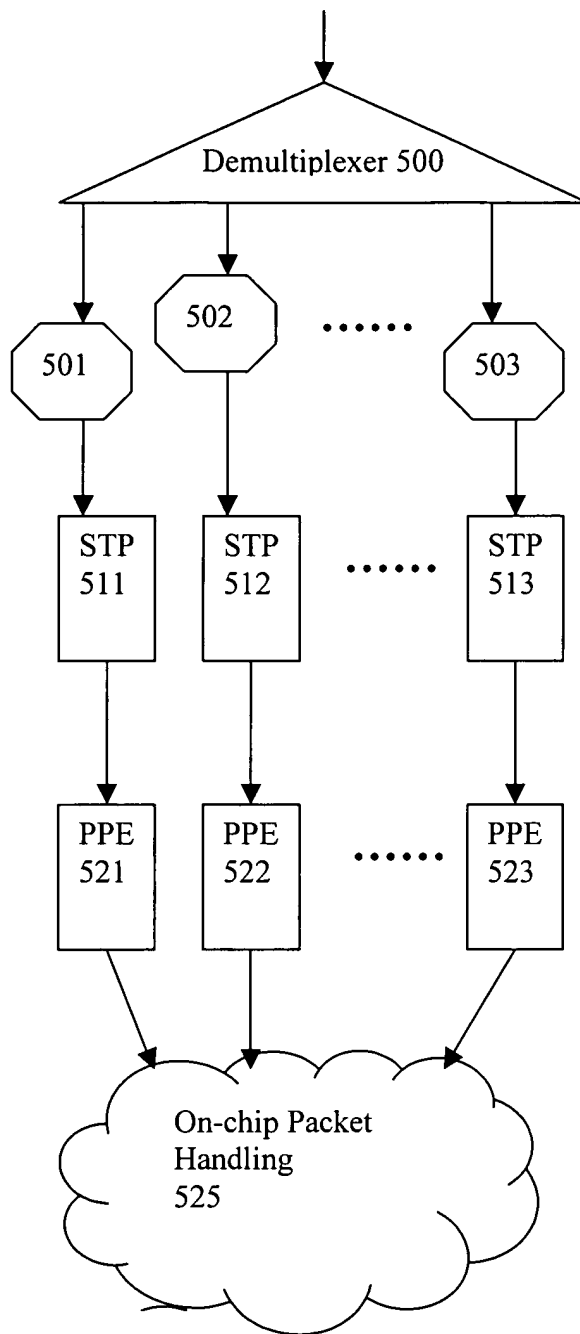 Demultiplexer 500
502
501
503
STP
511
STP
512
STP
513
PPE
521
PPE
522
PPE
523
On-chip Packet
Handling
525